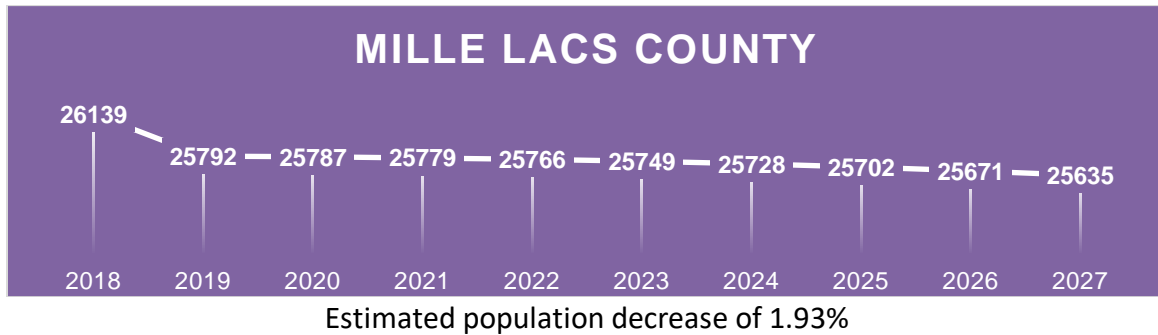 MILLE LACS COUNTY
26139
25792 25787 25779 25766 25749 25728 25702 25671 25635
2018 2019 2020 2021 2022 2023 2024 2025 2026 2027
Estimated population decrease of 1.93%